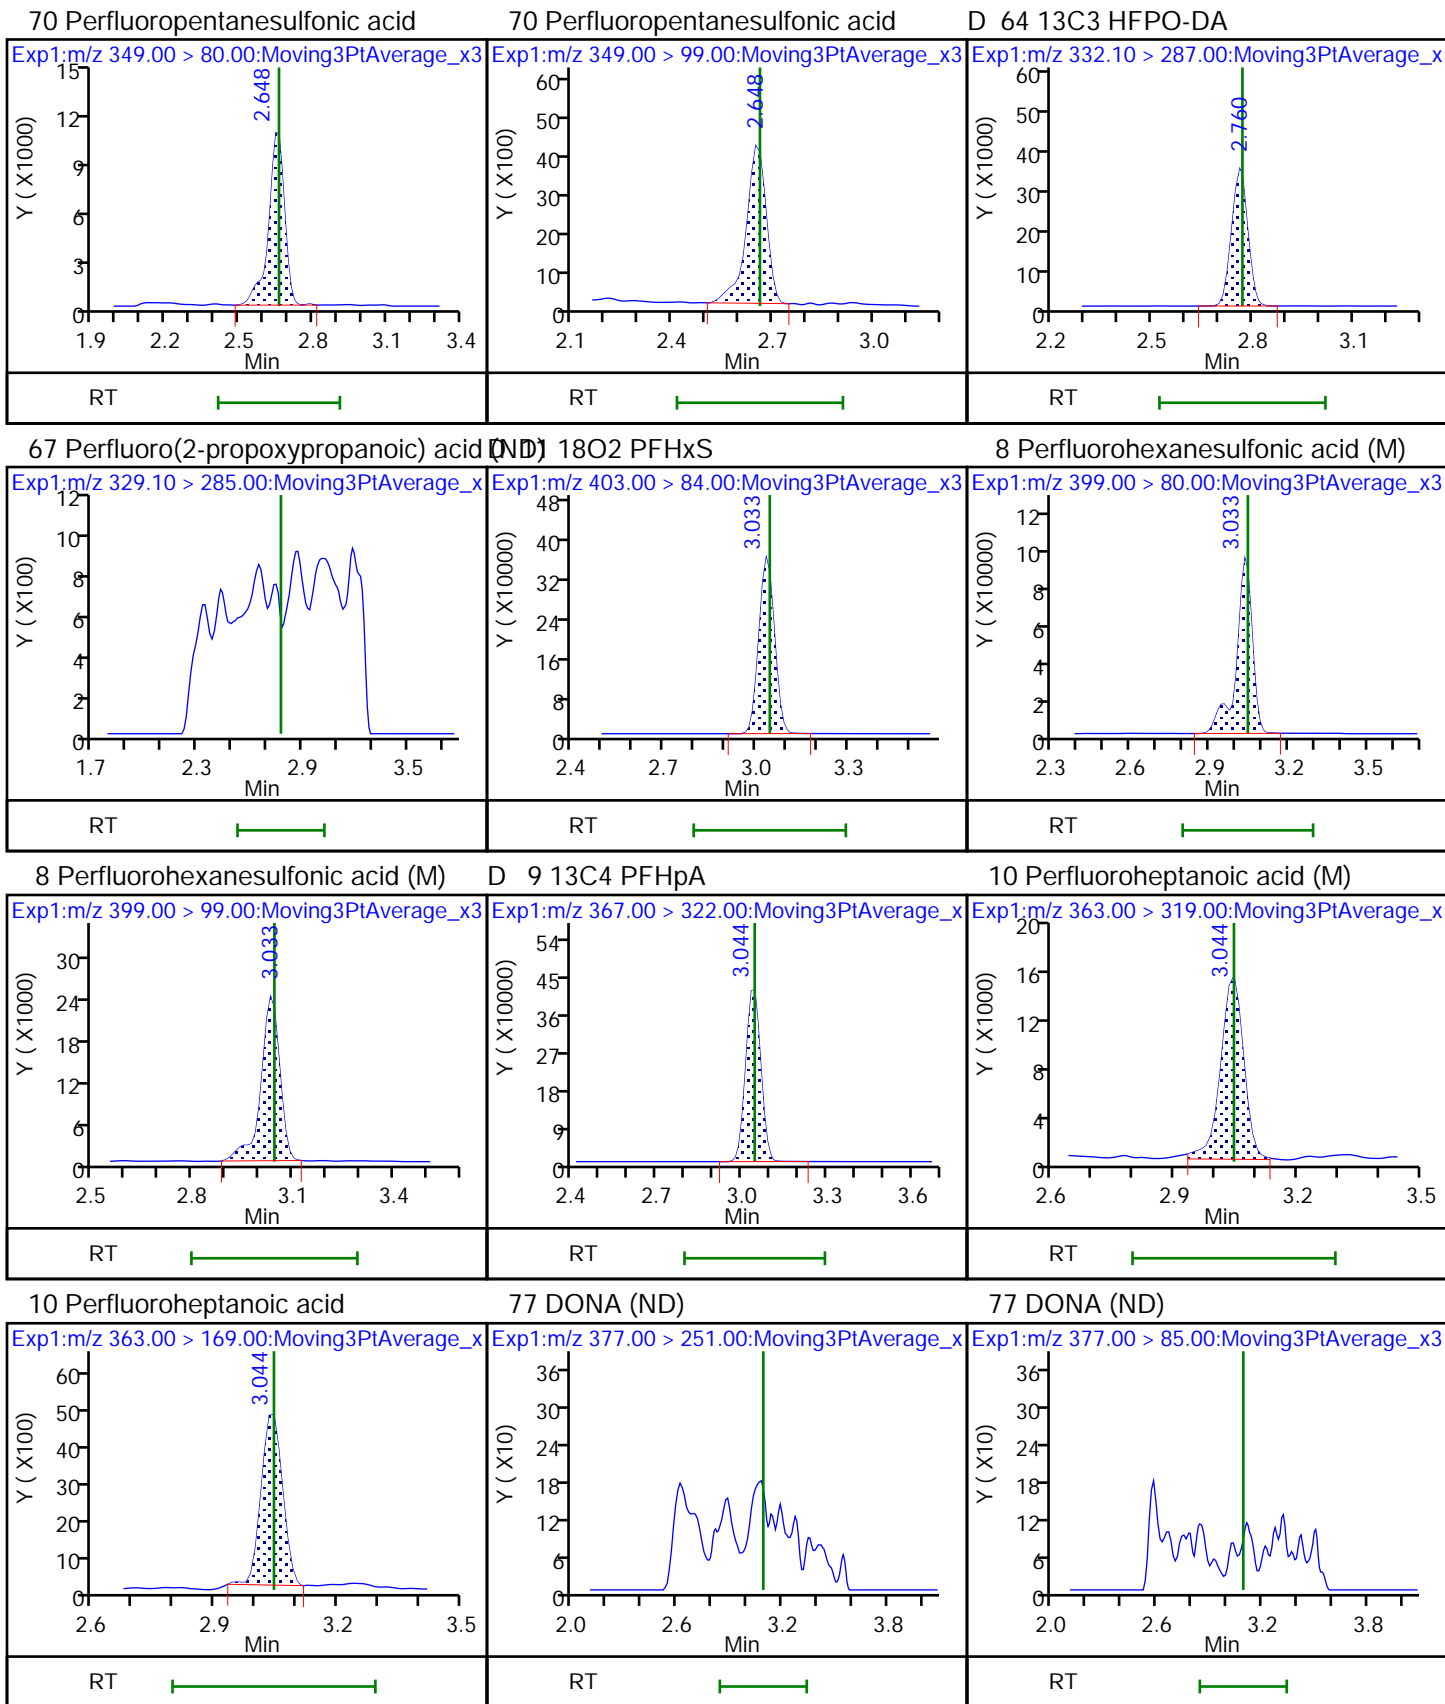 70 Perfluoropentanesulfonic acid
Exp1:m/z 349.00 > 80.00:Moving3PtAverage_x3
2.648
Y ( X1000)
15
12
9
6
3
0
1.9 2.2 2.5 2.8 3.1 3.4
Min
RT
70 Perfluoropentanesulfonic acid
Exp1:m/z 349.00 > 99.00:Moving3PtAverage_x3
2.648
Y ( X100)
60
50
40
30
20
10
0
2.1 2.4 2.7 3.0
Min
RT
D 64 13C3 HFPO-DA
Exp1:m/z 332.10 > 287.00:Moving3PtAverage_x
2.760
Y ( X1000)
60
50
40
30
20
10
0
2.2 2.5 2.8 3.1
Min
RT
67 Perfluoro(2-propoxypropanoic) acid (ND)
Exp1:m/z 329.10 > 285.00:Moving3PtAverage_x
Y ( X100)
12
10
8
6
4
2
0
1.7 2.3 2.9 3.5
Min
RT
D 11 18O2 PFHxS
Exp1:m/z 403.00 > 84.00:Moving3PtAverage_x3
3.033
Y ( X10000)
48
40
32
24
16
8
0
2.4 2.7 3.0 3.3
Min
RT
8 Perfluorohexanesulfonic acid (M)
Exp1:m/z 399.00 > 80.00:Moving3PtAverage_x3
3.033
Y ( X10000)
12
10
8
6
4
2
0
2.3 2.6 2.9 3.2 3.5
Min
RT
8 Perfluorohexanesulfonic acid (M)
Exp1:m/z 399.00 > 99.00:Moving3PtAverage_x3
3.033
Y ( X1000)
30
24
18
12
6
0
2.5 2.8 3.1 3.4
Min
RT
D 9 13C4 PFHpA
Exp1:m/z 367.00 > 322.00:Moving3PtAverage_x
3.044
Y ( X10000)
54
45
36
27
18
9
0
2.4 2.7 3.0 3.3 3.6
Min
RT
10 Perfluoroheptanoic acid (M)
Exp1:m/z 363.00 > 319.00:Moving3PtAverage_x
3.044
Y ( X1000)
20
16
12
8
4
0
2.6 2.9 3.2 3.5
Min
RT
10 Perfluoroheptanoic acid
Exp1:m/z 363.00 > 169.00:Moving3PtAverage_x
3.044
Y ( X100)
60
50
40
30
20
10
0
2.6 2.9 3.2 3.5
Min
RT
77 DONA (ND)
Exp1:m/z 377.00 > 251.00:Moving3PtAverage_x
Y ( X10)
36
30
24
18
12
6
0
2.0 2.6 3.2 3.8
Min
RT
77 DONA (ND)
Exp1:m/z 377.00 > 85.00:Moving3PtAverage_x3
Y ( X10)
36
30
24
18
12
6
0
2.0 2.6 3.2 3.8
Min
RT